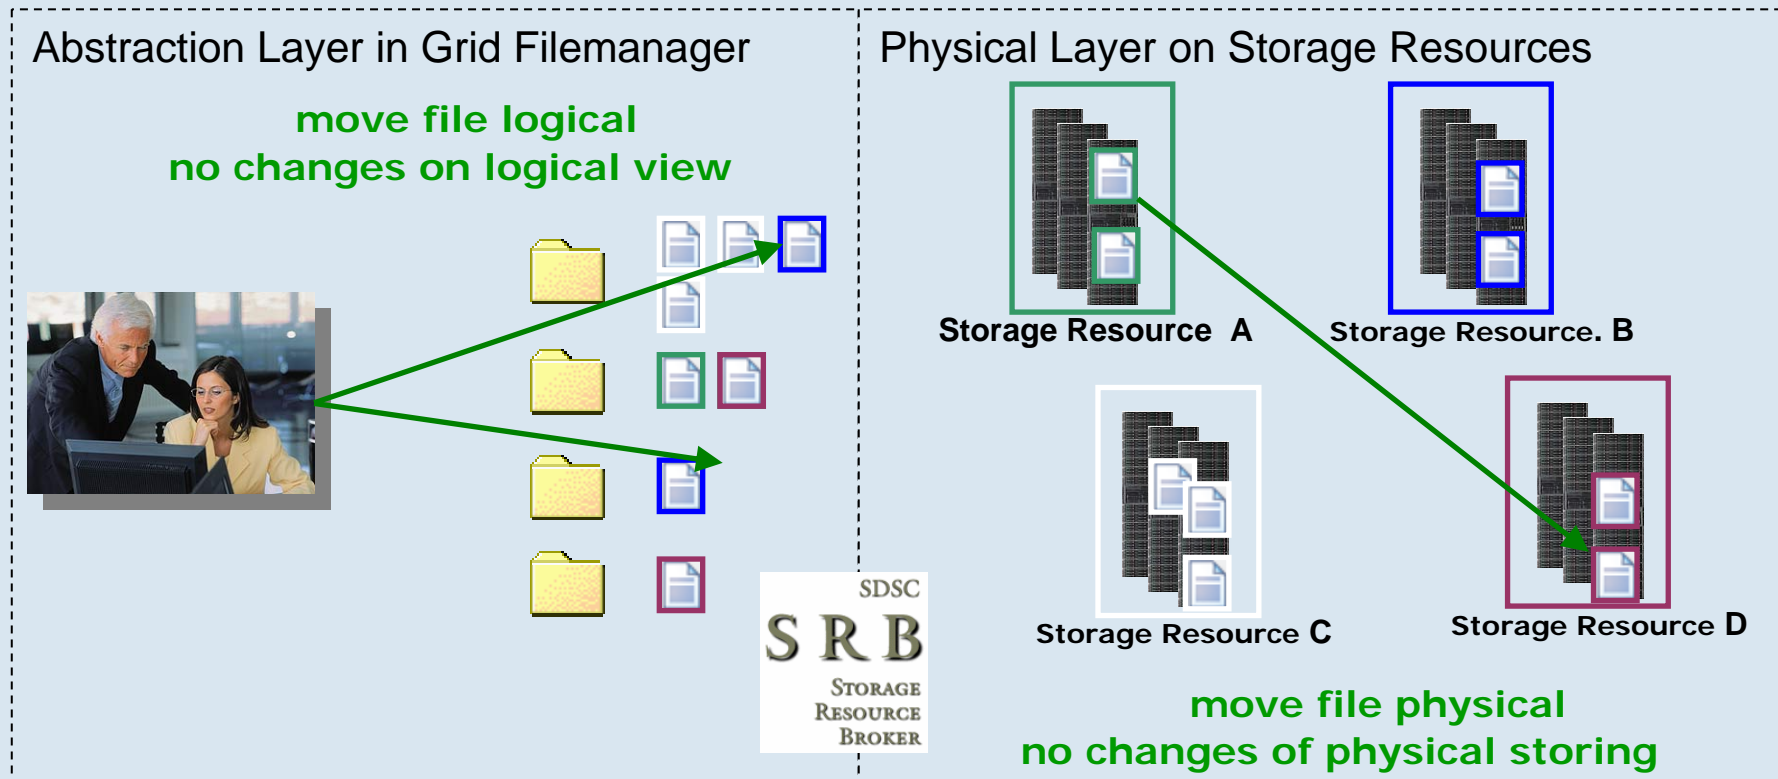 Abstraction Layer in Grid Filemanager
move file logical
no changes on logical view
SDSC
SRB
STORAGE
RESOURCE
BROKER
Physical Layer on Storage Resources
Storage Resource A
Storage Resource. B
Storage Resource C
Storage Resource D
move file physical
no changes of physical storing